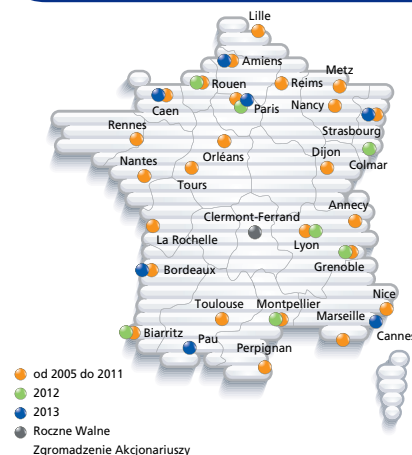 Lille
Amiens
Metz
Rouen
Reims
Nancy
Caen
Paris
Strasbourg
Rennes
Orléans
Dijon
Colmar
Nantes
Tours
Annecy
Clermont-Ferrand
La Rochelle
Lyon
Grenoble
Bordeaux
Nice
Toulouse
Montpellier
Marseille
Cannes
Biarritz
Pau
Perpignan
od 2005 do 2011
2012
2013
Roczne Walne
Zgromadzenie Akcjonariuszy